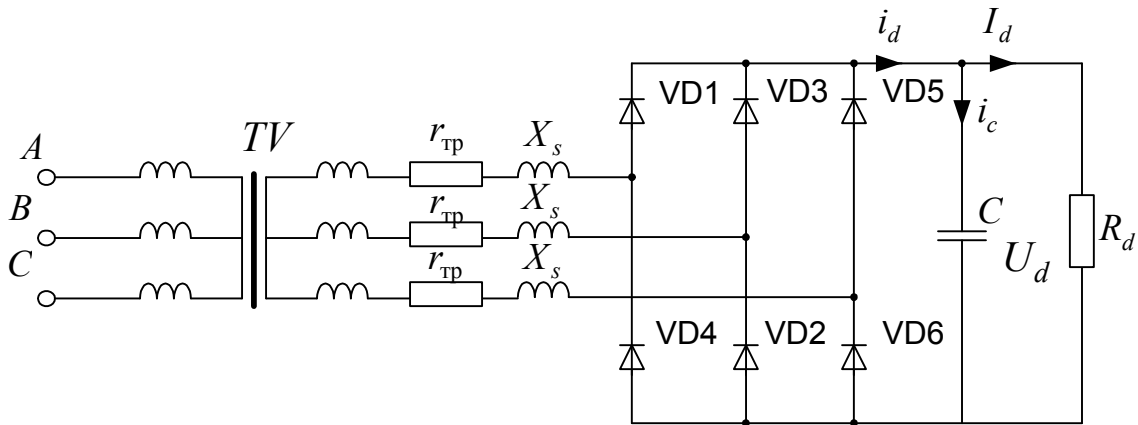 i_d
I_d
VD1
VD3
VD5
i_c
A
TV
r_тр
X_s
B
r_тр
X_s
C
r_тр
X_s
C
U_d
R_d
VD4
VD2
VD6